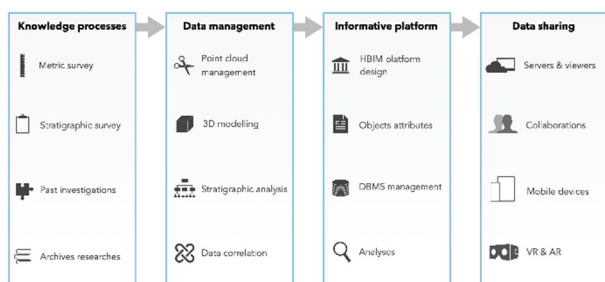 Knowledge processes
Metric survey
Stratigraphic survey
Past investigations
Archives researches
Data management
Point cloud
management
3D modelling
Stratigraphic analysis
Data correlation
Informative platform
HBIM platform
design
Objects attributes
DBMS management
Analyses
Data sharing
Servers & viewers
Collaborations
Mobile devices
VR & AR